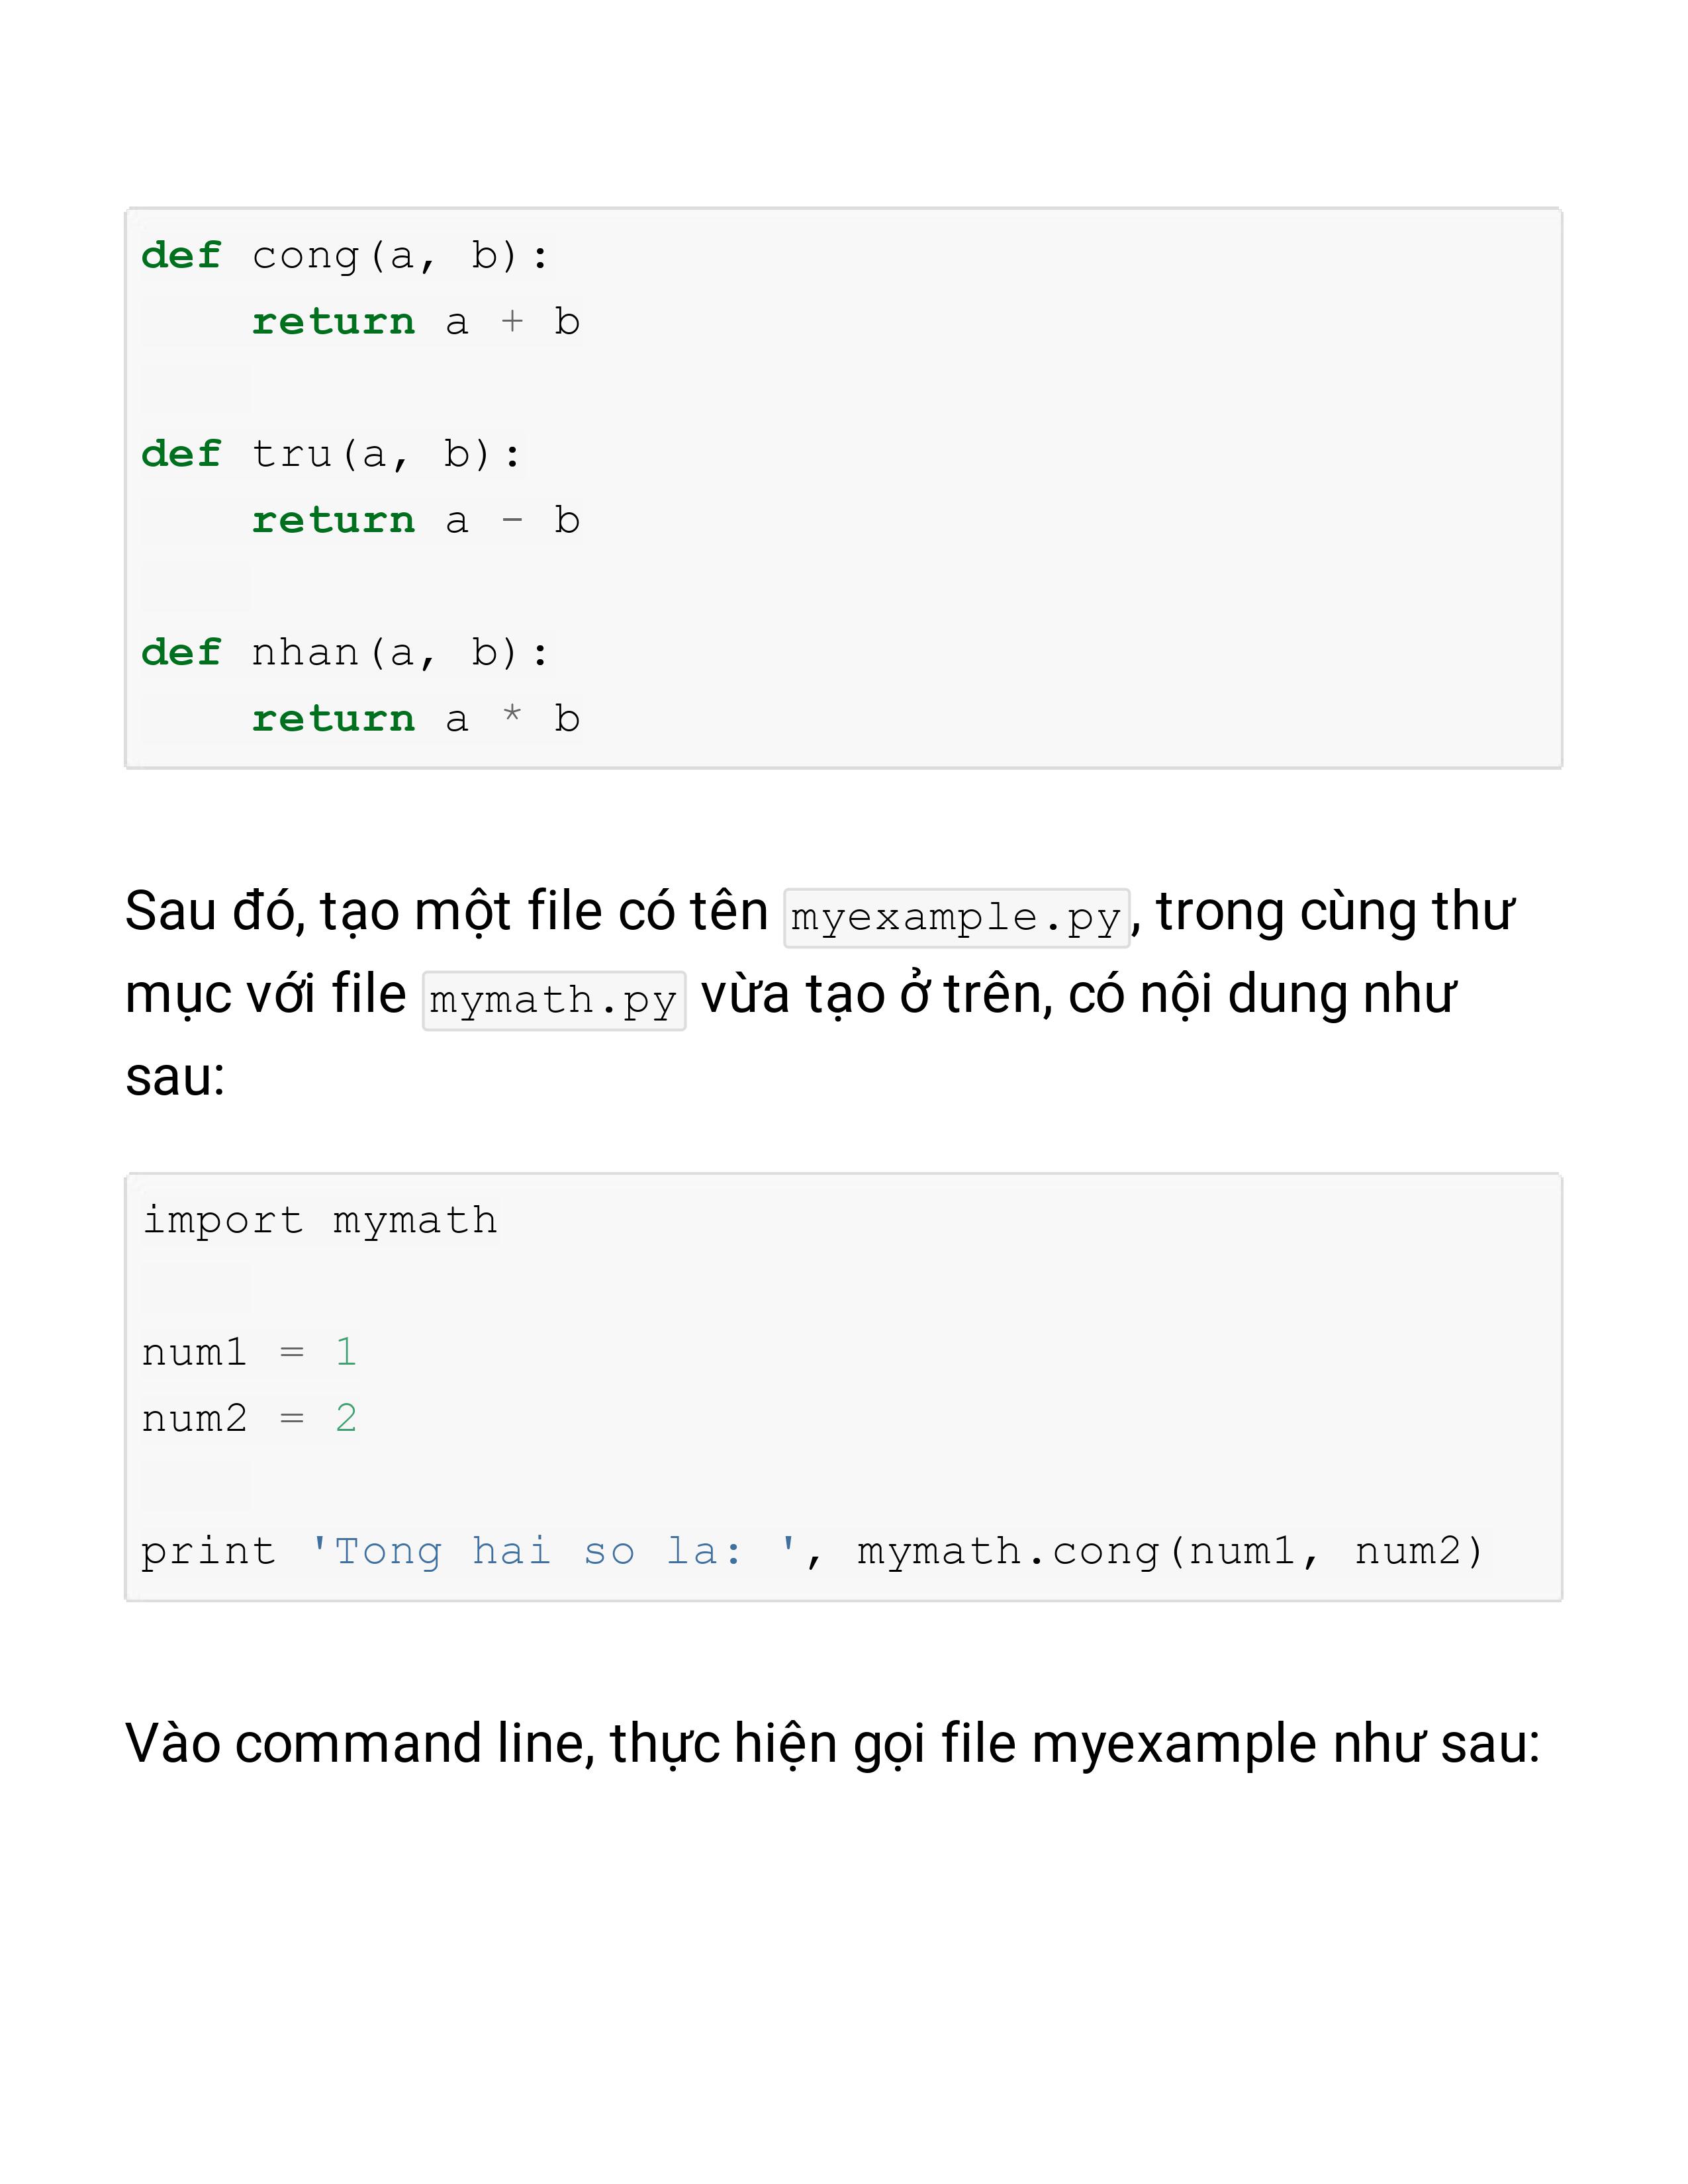 def cong(a, b):
    return a + b
def tru(a, b):
    return a - b
def nhan(a, b):
    return a * b
Sau đó, tạo một file có tên myexample.py, trong cùng thư
mục với file mymath.py vừa tạo ở trên, có nội dung như
sau:
import mymath
num1 = 1
num2 = 2
print 'Tong hai so la: ', mymath.cong(num1, num2)
Vào command line, thực hiện gọi file myexample như sau: